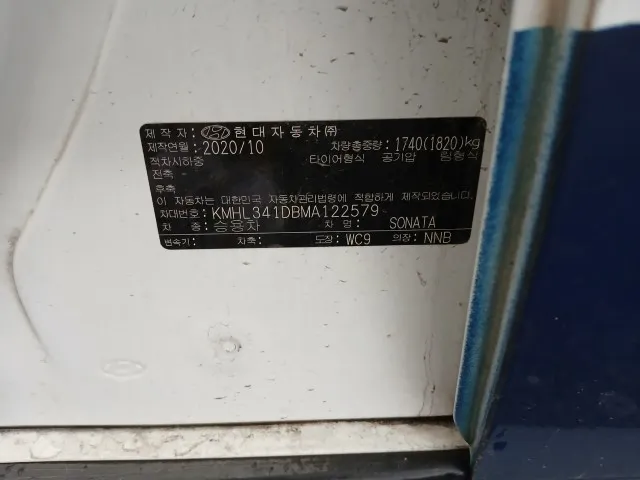 제 작 자: 현대자동차㈜
제작연월: 2020/10 차량총중량: 1740(1820)kg
적차시하중 타이어형식 공기압 림형식
전축 -
후축 -
이 자동차는 대한민국 자동차관리법령에 적합하게 제작되었음.
차대번호: KMHL341DBMA122579
차 종: 승용차 차 명: SONATA
변속기: 차축: 도장: WC9 의장: NNB